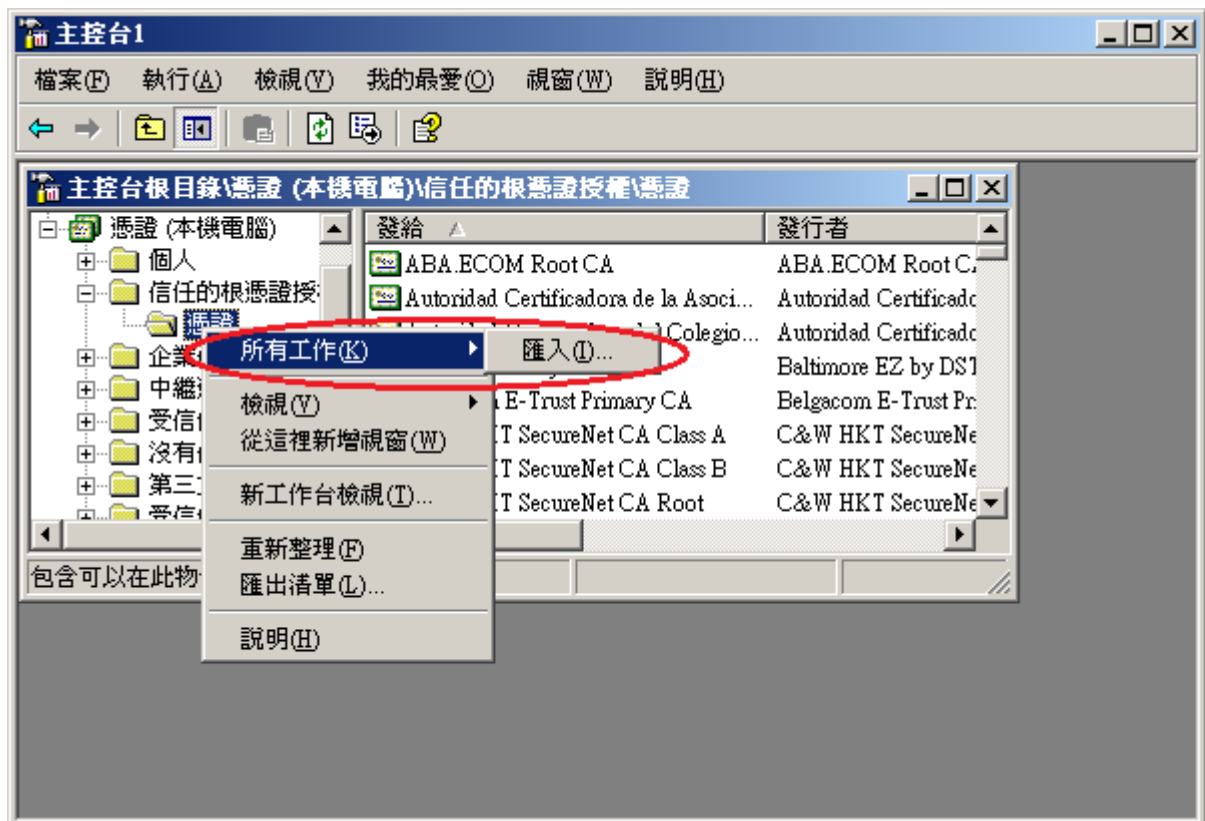 主控台1
檔案(F) 執行(A) 檢視(V) 我的最愛(O) 視窗(W) 說明(H)
主控台根目錄\憑證 (本機電腦)\信任的根憑證授權\憑證
憑證 (本機電腦)
個人
信任的根憑證授
憑證
企業
中繼
受信
沒有
第三
受信
發給
發行者
ABA.ECOM Root CA
ABA.ECOM Root C
Autoridad Certificadora de la Asoci...
Autoridad Certificado
Colegio...
Autoridad Certificado
Baltimore EZ by DST
E-Trust Primary CA
Belgacom E-Trust Pr
T SecureNet CA Class A
C&W HKT SecureNe
T SecureNet CA Class B
C&W HKT SecureNe
T SecureNet CA Root
C&W HKT SecureNe
所有工作(K)
匯入(I)...
檢視(V)
從這裡新增視窗(W)
新工作台檢視(T)...
重新整理(F)
匯出清單(L)...
說明(H)
包含可以在此物